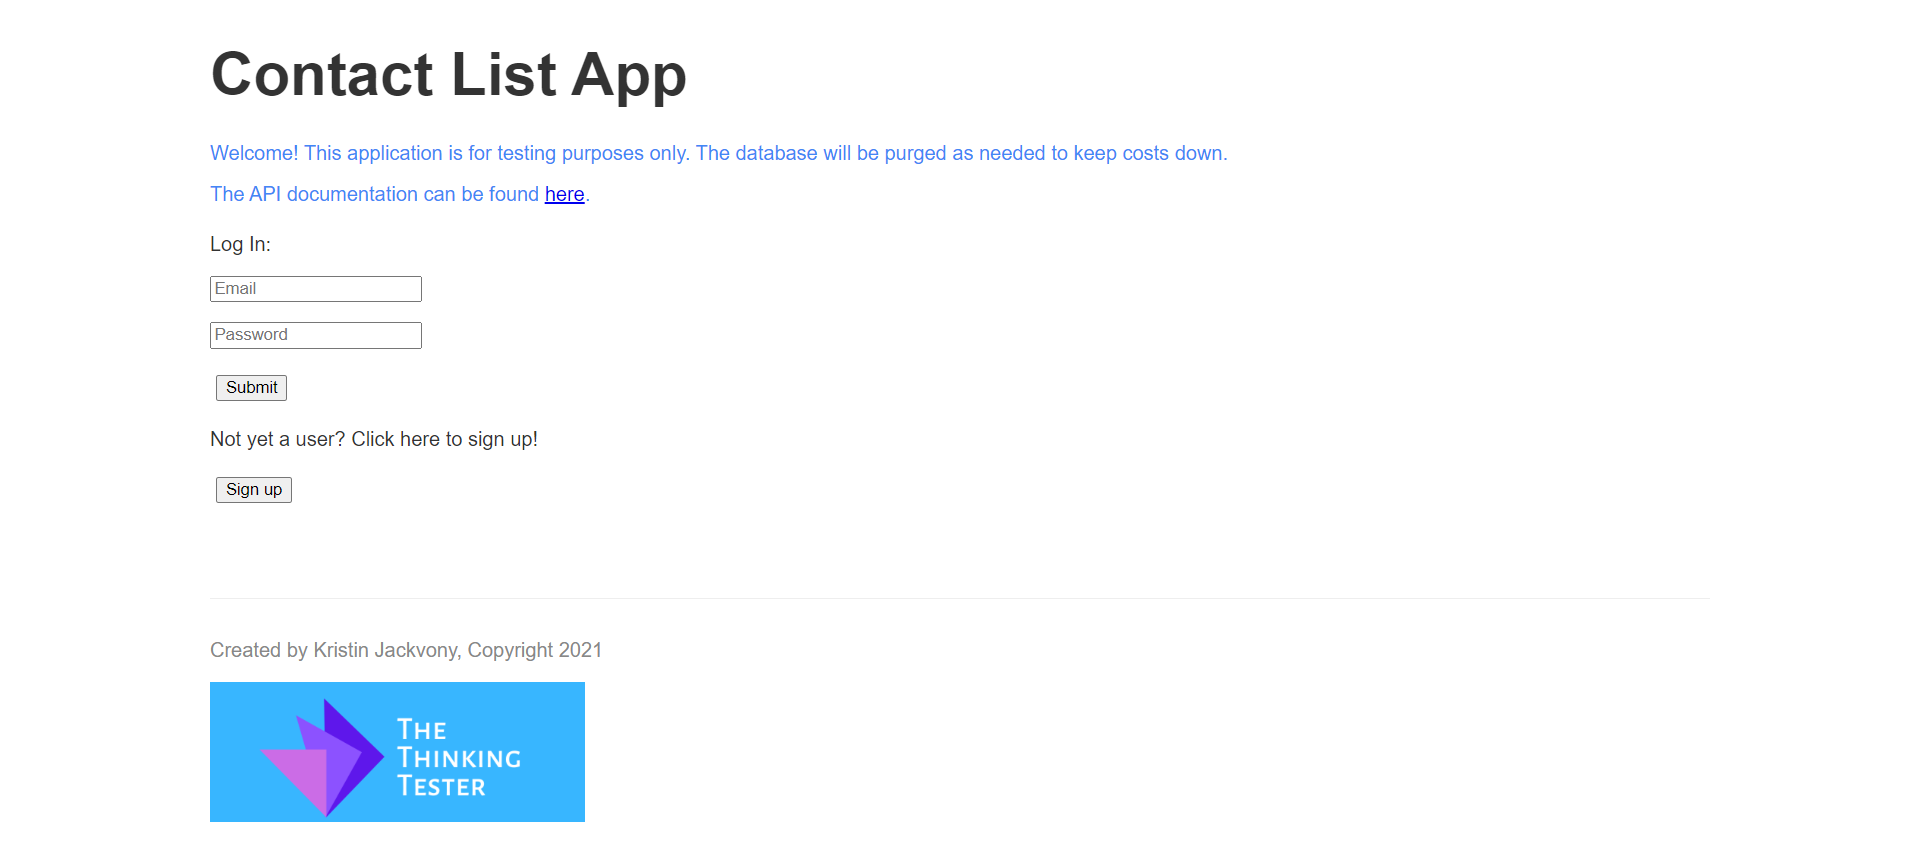 Contact List App
Welcome! This application is for testing purposes only. The database will be purged as needed to keep costs down.
The API documentation can be found here.
Log In:
Email
Password
Submit
Not yet a user? Click here to sign up!
Sign up
Created by Kristin Jackvony, Copyright 2021
THE
THINKING
TESTER